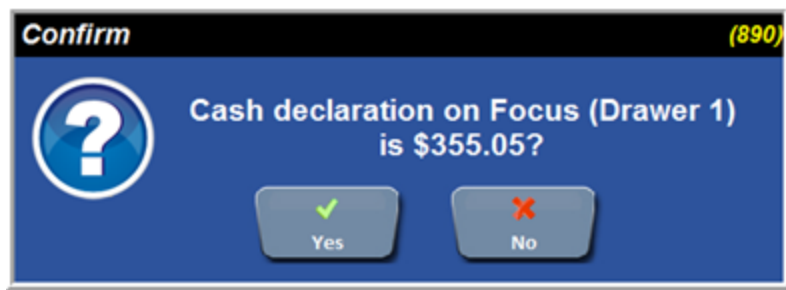 Confirm (890)
Cash declaration on Focus (Drawer 1)
is $355.05?
Yes No